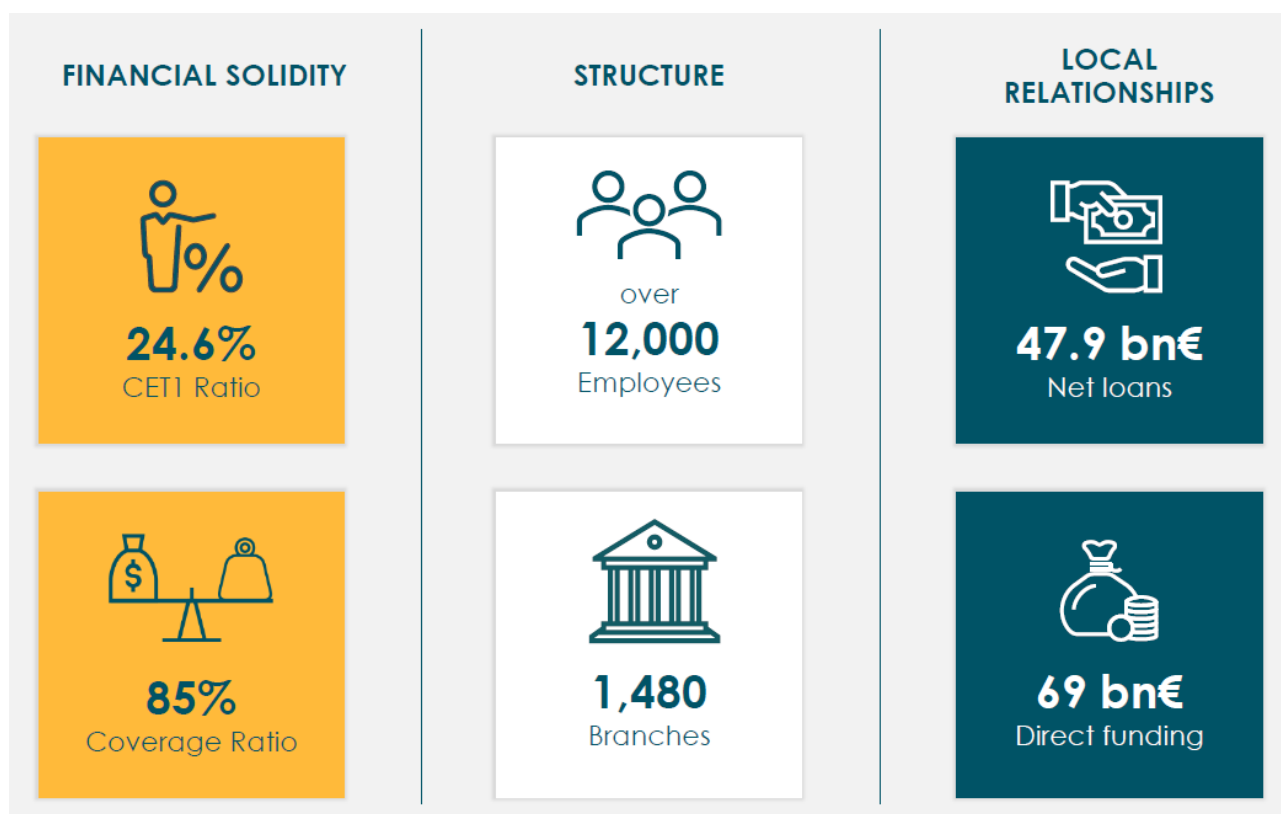 FINANCIAL SOLIDITY
%
24.6%
CET1 Ratio
$
85%
Coverage Ratio
STRUCTURE
over
12,000
Employees
1,480
Branches
LOCAL
RELATIONSHIPS
47.9 bn€
Net loans
69 bn€
Direct funding